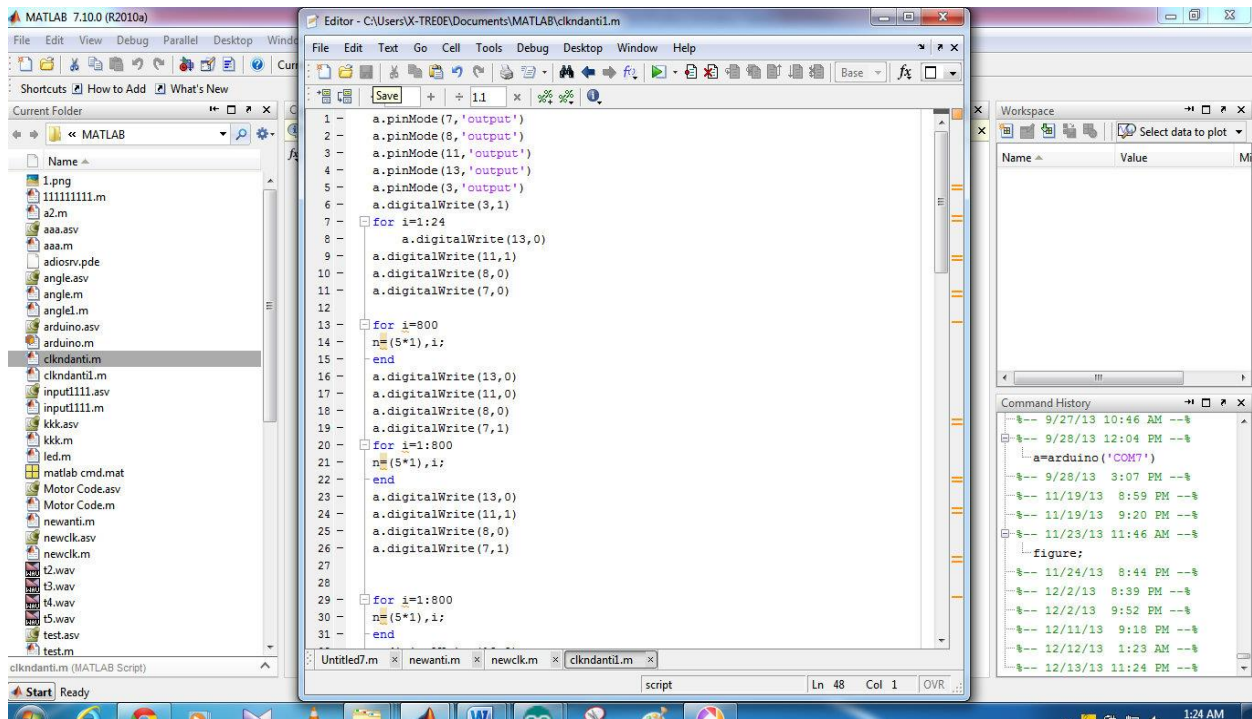 MATLAB 7.10.0 (R2010a)
File Edit View Debug Parallel Desktop
Shortcuts How to Add What's New
Current Folder
« MATLAB
Name
1.png
111111111.m
a2.m
aaa.asv
aaa.m
adiosrv.pde
angle.asv
angle.m
angle1.m
arduino.asv
arduino.m
clkndanti.m
clkndanti1.m
input1111.asv
input1111.m
kkk.asv
kkk.m
led.m
matlab cmd.mat
Motor Code.asv
Motor Code.m
newanti.m
newclk.asv
newclk.m
t2.wav
t3.wav
t4.wav
t5.wav
test.asv
test.m
clkndanti.m (MATLAB Script)
Start Ready
Editor - C:\Users\X-TREOE\Documents\MATLAB\clkndanti1.m
File Edit Text Go Cell Tools Debug Desktop Window Help
Base fx
Save + ÷ 1.1 ×
1 - a.pinMode(7,'output')
2 - a.pinMode(8,'output')
3 - a.pinMode(11,'output')
4 - a.pinMode(13,'output')
5 - a.pinMode(3,'output')
6 - a.digitalWrite(3,1)
7 - for i=1:24
8 - a.digitalWrite(13,0)
9 - a.digitalWrite(11,1)
10 - a.digitalWrite(8,0)
11 - a.digitalWrite(7,0)
12
13 - for i=800
14 - n=(5*1),i;
15 - end
16 - a.digitalWrite(13,0)
17 - a.digitalWrite(11,0)
18 - a.digitalWrite(8,0)
19 - a.digitalWrite(7,1)
20 - for i=1:800
21 - n=(5*1),i;
22 - end
23 - a.digitalWrite(13,0)
24 - a.digitalWrite(11,1)
25 - a.digitalWrite(8,0)
26 - a.digitalWrite(7,1)
27
28
29 - for i=1:800
30 - n=(5*1),i;
31 - end
Untitled7.m × newanti.m × newclk.m × clkndanti1.m ×
script Ln 48 Col 1 OVR
Workspace
Select data to plot
Name Value
Command History
%-- 9/27/13 10:46 AM --%
%-- 9/28/13 12:04 PM --%
a=arduino('COM7')
%-- 9/28/13 3:07 PM --%
%-- 11/19/13 8:59 PM --%
%-- 11/19/13 9:20 PM --%
%-- 11/23/13 11:46 AM --%
figure;
%-- 11/24/13 8:44 PM --%
%-- 12/2/13 8:39 PM --%
%-- 12/2/13 9:52 PM --%
%-- 12/11/13 9:18 PM --%
%-- 12/12/13 1:23 AM --%
%-- 12/13/13 11:24 PM --%
1:24 AM